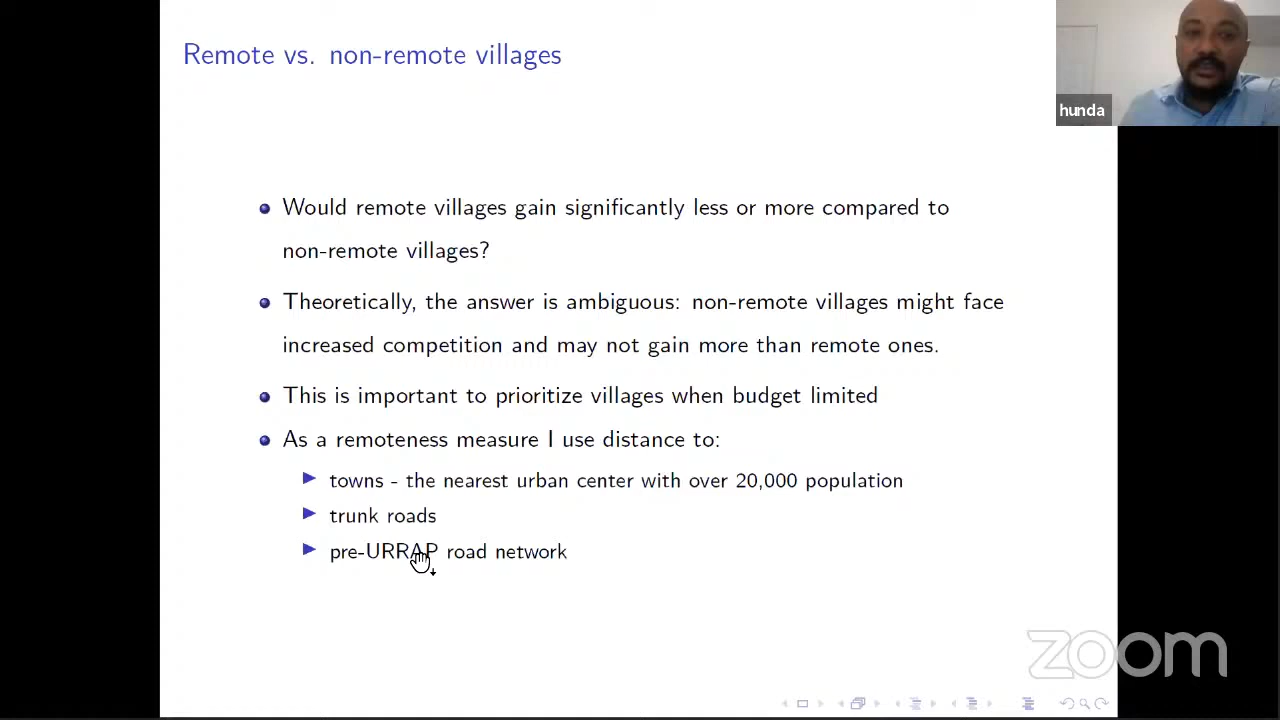 Remote vs. non-remote villages
hunda
Would remote villages gain significantly less or more compared to
non-remote villages?
Theoretically, the answer is ambiguous: non-remote villages might face
increased competition and may not gain more than remote ones.
This is important to prioritize villages when budget limited
As a remoteness measure I use distance to:
towns - the nearest urban center with over 20,000 population
trunk roads
pre-URRAP road network
zoom